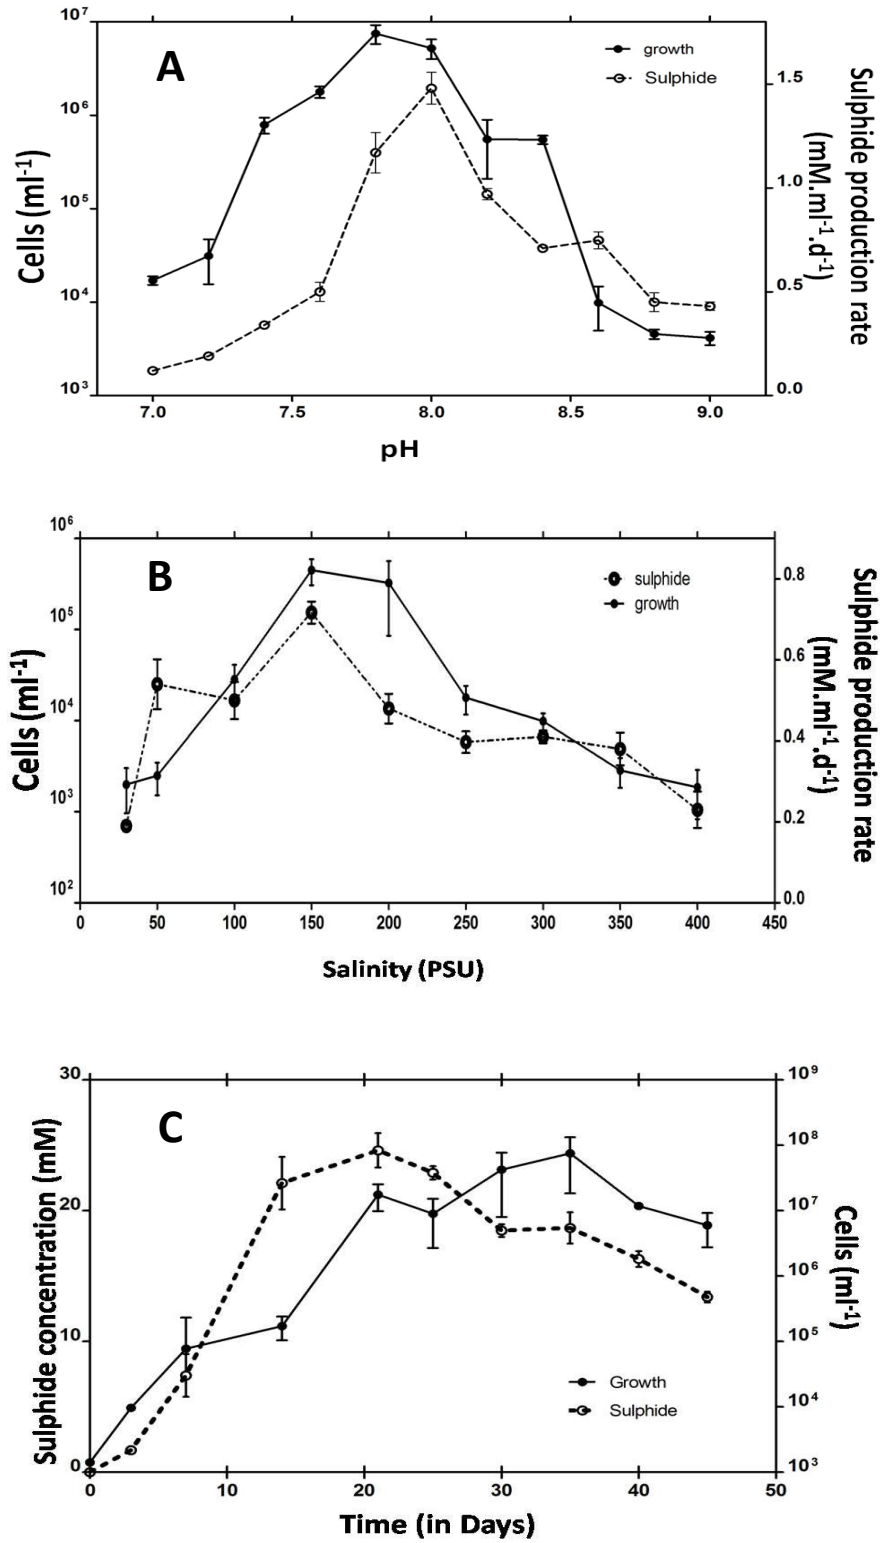 A
growth
Sulphide
10⁷
10⁶
10⁵
10⁴
10³
Cells (ml⁻¹)
1.5
1.0
0.5
0.0
Sulphide production rate
(mM.ml⁻¹.d⁻¹)
7.0 7.5 8.0 8.5 9.0
pH
B
sulphide
growth
10⁶
10⁵
10⁴
10³
10²
Cells (ml⁻¹)
0.8
0.6
0.4
0.2
0.0
Sulphide production rate
(mM.ml⁻¹.d⁻¹)
0 50 100 150 200 250 300 350 400 450
Salinity (PSU)
C
30
20
10
0
Sulphide concentration (mM)
10⁹
10⁸
10⁷
10⁶
10⁵
10⁴
10³
Cells (ml⁻¹)
Growth
Sulphide
0 10 20 30 40 50
Time (in Days)